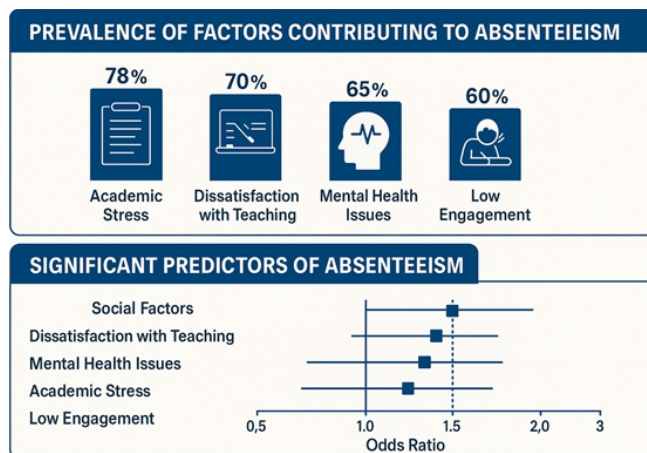 PREVALENCE OF FACTORS CONTRIBUTING TO ABSENTEIEISM
78%
70%
65%
60%
Academic
Stress
Dissatisfaction
with Teaching
Mental Health
Issues
Low
Engagement
SIGNIFICANT PREDICTORS OF ABSENTEEISM
Social Factors
Dissatisfaction with Teaching
Mental Health Issues
Academic Stress
Low Engagement
0,5
1.0
1.5
2,0
3
Odds Ratio